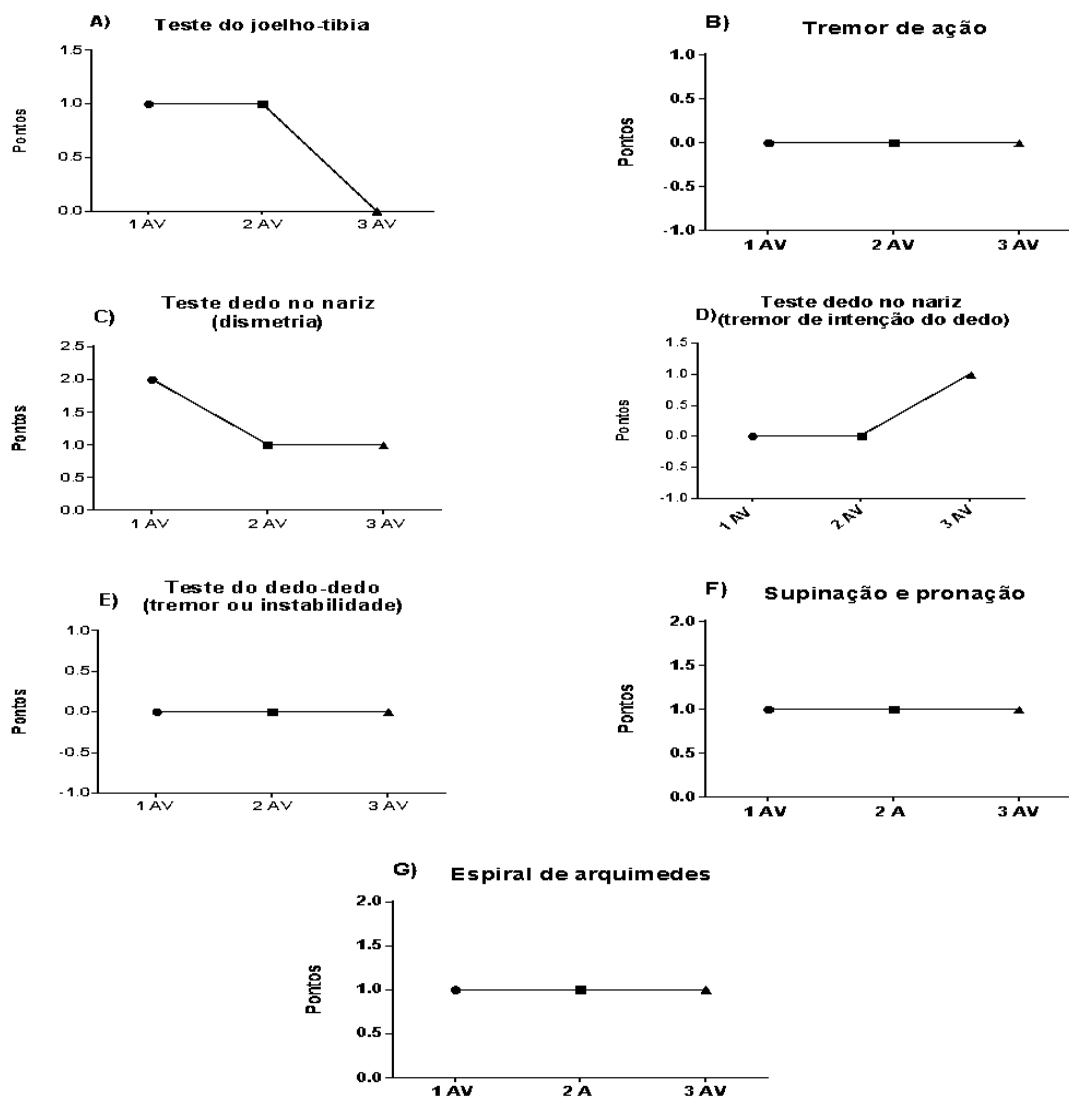 A) Teste do joelho-tibia
Pontos
1.5
1.0
0.5
0.0
1 AV 2 AV 3 AV
B) Tremor de ação
Pontos
1.0
0.5
0.0
-0.5
-1.0
1 AV 2 AV 3 AV
C) Teste dedo no nariz
(dismetria)
Pontos
2.5
2.0
1.5
1.0
0.5
0.0
1 AV 2 AV 3 AV
D) Teste dedo no nariz
(tremor de intenção do dedo)
Pontos
1.5
1.0
0.5
0.0
-0.5
-1.0
1 AV 2 AV 3 AV
E) Teste do dedo-dedo
(tremor ou instabilidade)
Pontos
1.0
0.5
0.0
-0.5
-1.0
1 AV 2 AV 3 AV
F) Supinação e pronação
Pontos
2.0
1.5
1.0
0.5
0.0
1 AV 2 A 3 AV
G) Espiral de arquimedes
Pontos
2.0
1.5
1.0
0.5
0.0
1 AV 2 A 3 AV